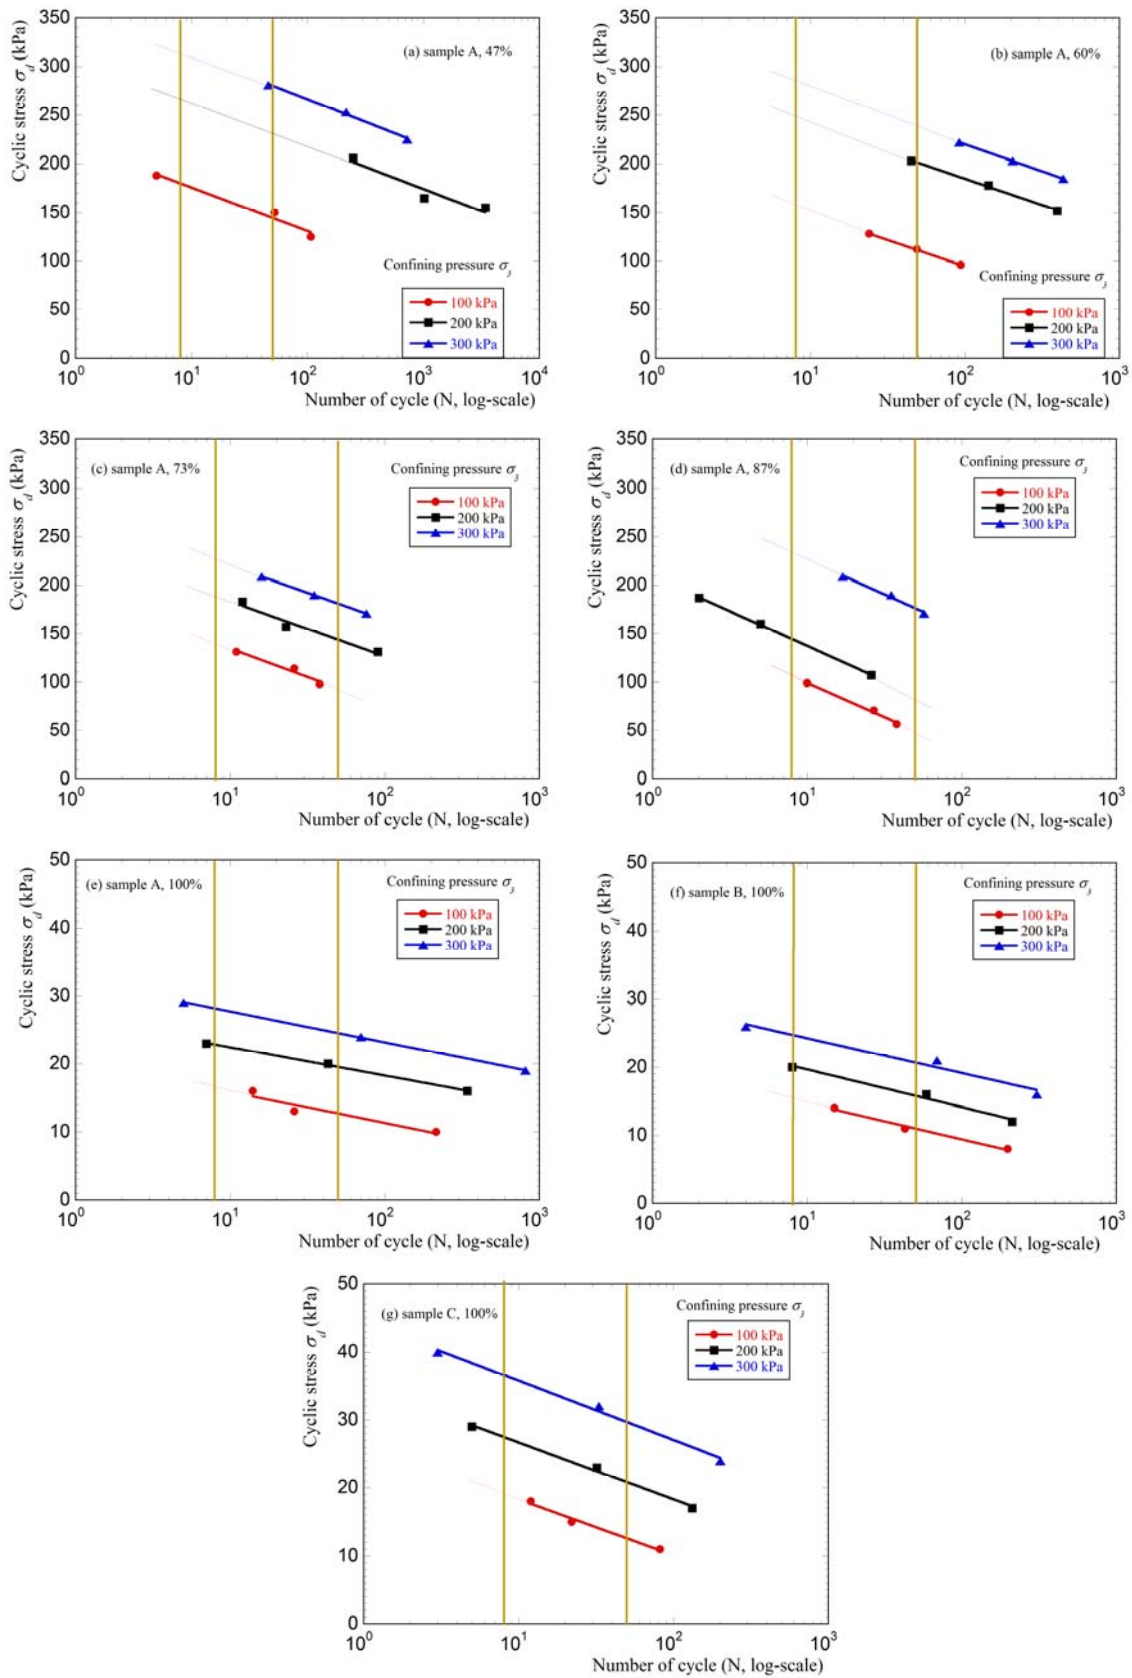 350
300
250
200
150
100
50
0
Cyclic stress σd (kPa)
(a) sample A, 47%
Confining pressure σ3
100 kPa
200 kPa
300 kPa
10^0 10^1 10^2 10^3 10^4
Number of cycle (N, log-scale)
350
300
250
200
150
100
50
0
Cyclic stress σd (kPa)
(b) sample A, 60%
Confining pressure σ3
100 kPa
200 kPa
300 kPa
10^0 10^1 10^2 10^3
Number of cycle (N, log-scale)
350
300
250
200
150
100
50
0
Cyclic stress σd (kPa)
(c) sample A, 73%
Confining pressure σ3
100 kPa
200 kPa
300 kPa
10^0 10^1 10^2 10^3
Number of cycle (N, log-scale)
350
300
250
200
150
100
50
0
Cyclic stress σd (kPa)
(d) sample A, 87%
Confining pressure σ3
100 kPa
200 kPa
300 kPa
10^0 10^1 10^2 10^3
Number of cycle (N, log-scale)
50
40
30
20
10
0
Cyclic stress σd (kPa)
(e) sample A, 100%
Confining pressure σ3
100 kPa
200 kPa
300 kPa
10^0 10^1 10^2 10^3
Number of cycle (N, log-scale)
50
40
30
20
10
0
Cyclic stress σd (kPa)
(f) sample B, 100%
Confining pressure σ3
100 kPa
200 kPa
300 kPa
10^0 10^1 10^2 10^3
Number of cycle (N, log-scale)
50
40
30
20
10
0
Cyclic stress σd (kPa)
(g) sample C, 100%
Confining pressure σ3
100 kPa
200 kPa
300 kPa
10^0 10^1 10^2 10^3
Number of cycle (N, log-scale)